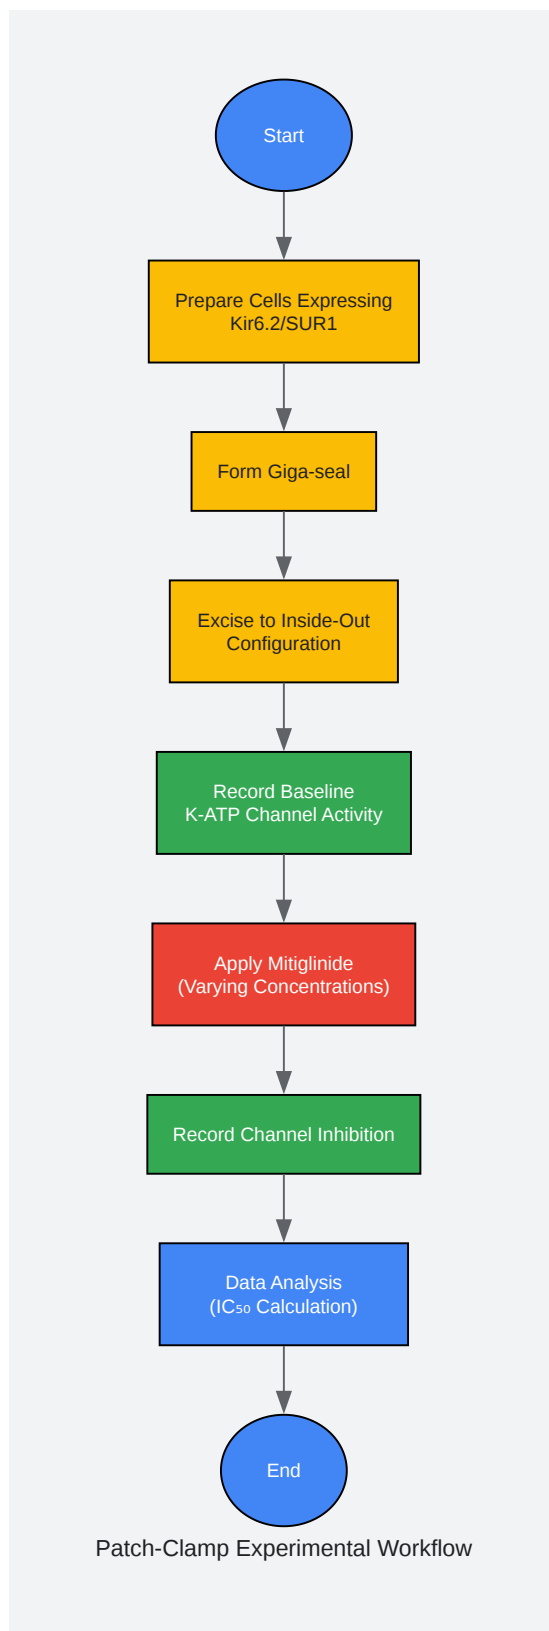 Start
Prepare Cells Expressing
Kir6.2/SUR1
Form Giga-seal
Excise to Inside-Out
Configuration
Record Baseline
K-ATP Channel Activity
Apply Mitiglinide
(Varying Concentrations)
Record Channel Inhibition
Data Analysis
(IC₅₀ Calculation)
End
Patch-Clamp Experimental Workflow